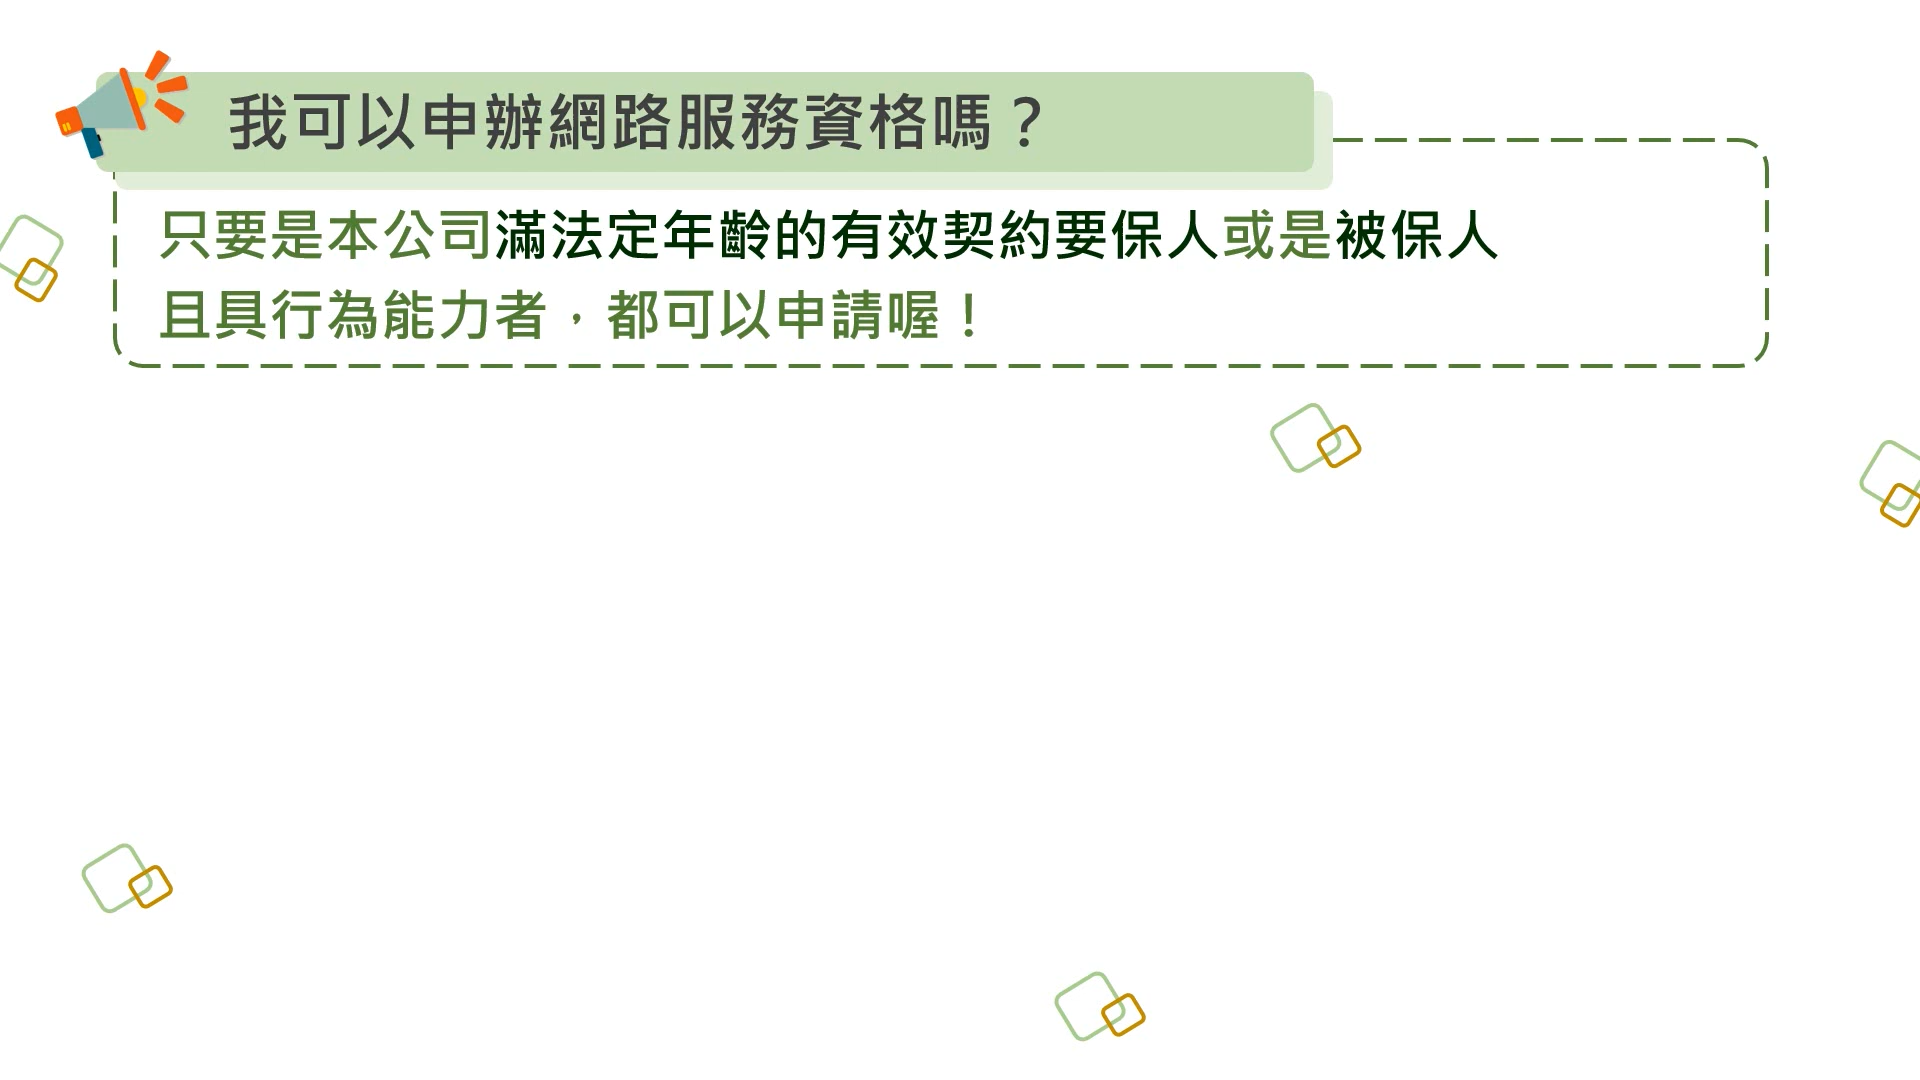 我可以申辦網路服務資格嗎？
只要是本公司滿法定年齡的有效契約要保人或是被保人
且具行為能力者，都可以申請喔！